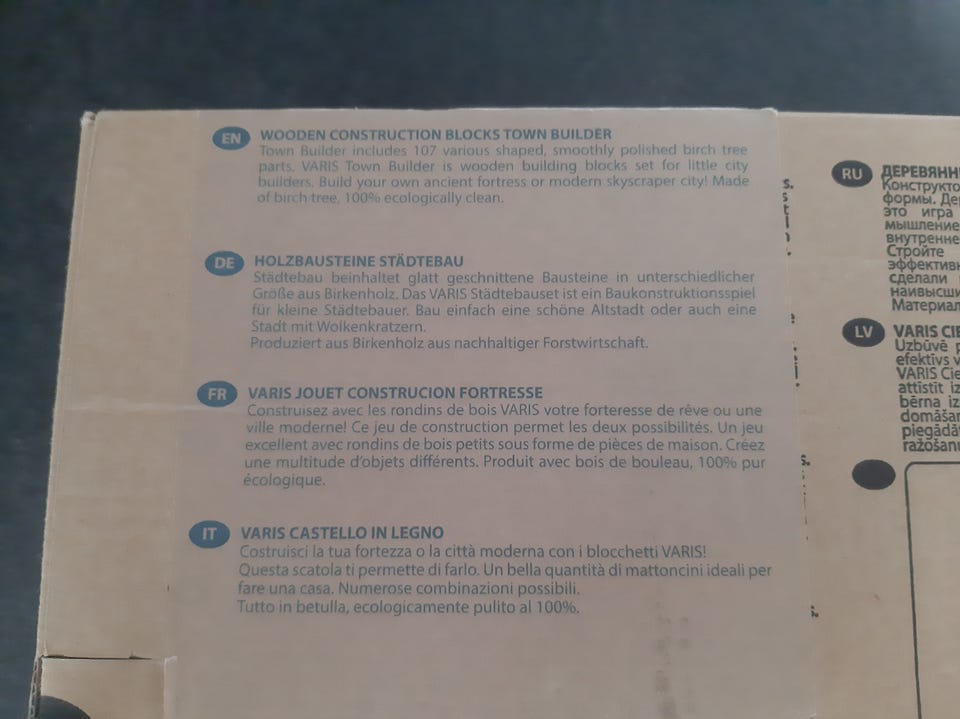 EN WOODEN CONSTRUCTION BLOCKS TOWN BUILDER
Town Builder includes 107 various shaped, smoothly polished birch tree
parts. VARIS Town Builder is wooden building blocks set for little city
builders. Build your own ancient fortress or modern skyscraper city! Made
of birch tree, 100% ecologically clean.
DE HOLZBAUSTEINE STÄDTEBAU
Städtebau beinhaltet glatt geschnittene Bausteine in unterschiedlicher
Größe aus Birkenholz. Das VARIS Städtebauset ist ein Baukonstruktionsspiel
für kleine Städtebauer. Bau einfach eine schöne Altstadt oder auch eine
Stadt mit Wolkenkratzern.
Produziert aus Birkenholz aus nachhaltiger Forstwirtschaft.
FR VARIS JOUET CONSTRUCION FORTRESSE
Construisez avec les rondins de bois VARIS votre forteresse de rêve ou une
ville moderne! Ce jeu de construction permet les deux possibilités. Un jeu
excellent avec rondins de bois petits sous forme de pièces de maison. Créez
une multitude d'objets différents. Produit avec bois de bouleau, 100% pur
écologique.
IT VARIS CASTELLO IN LEGNO
Costruisci la tua fortezza o la città moderna con i blocchetti VARIS!
Questa scatola ti permette di farlo. Un bella quantità di mattoncini ideali per
fare una casa. Numerose combinazioni possibili.
Tutto in betulla, ecologicamente pulito al 100%.
RU ДЕРЕВЯНН
Конструкто
формы. Де
это игра
мышление
внутренне
Стройте
эффективн
сделали
наивысши
Материал
LV VARIS CIE
Uzbūvē p
efektīvs v
VARIS Cie
attīstīt iz
bērna iz
domāšan
piegādāt
ražošanu